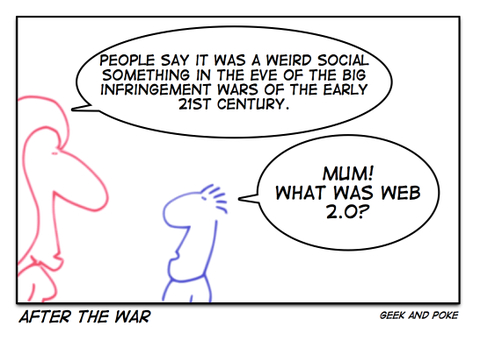 PEOPLE SAY IT WAS A WEIRD SOCIAL
SOMETHING IN THE EVE OF THE BIG
INFRINGEMENT WARS OF THE EARLY
21ST CENTURY.
MUM!
WHAT WAS WEB
2.0?
AFTER THE WAR
GEEK AND POKE